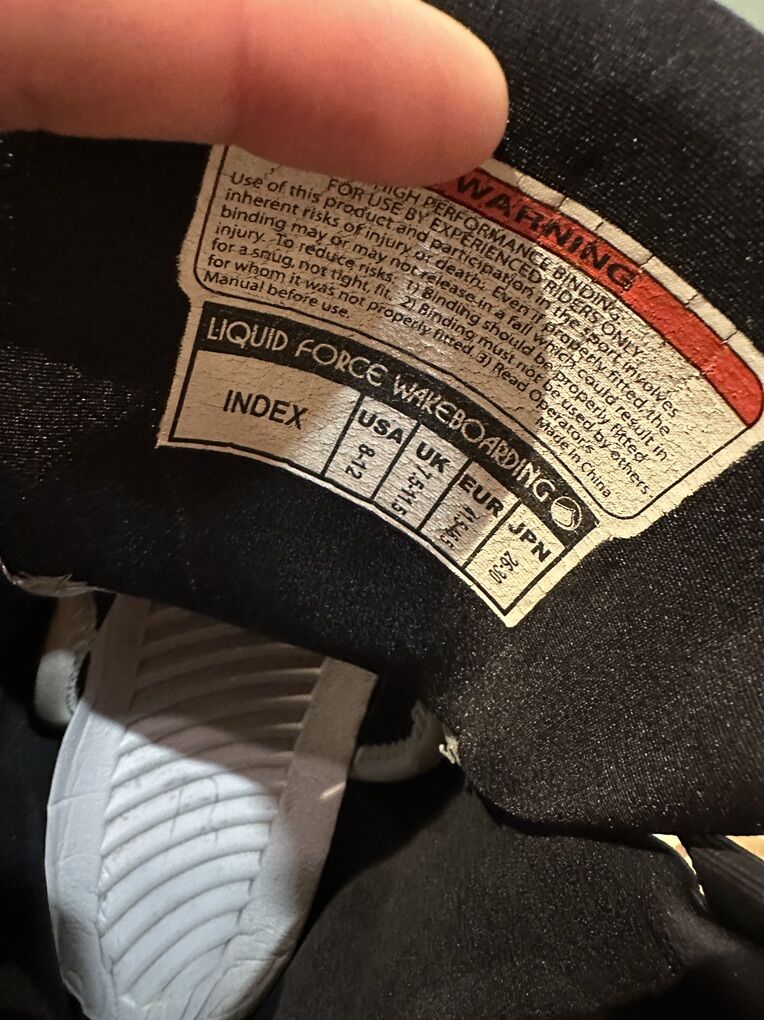 WARNING
HIGH PERFORMANCE BINDING
FOR USE BY EXPERIENCED RIDERS ONLY.
Use of this product and participation in the sport involves
inherent risks of injury or death. Even if properly fitted, the
binding may or may not release in a fall which could result in
injury. To reduce risks: 1) Binding should be properly fitted
for a snug, not tight, fit. 2) Binding must not be used by others
for whom it was not properly fitted. 3) Read Operator's
Manual before use.
Made in China
LIQUID FORCE WAKEBOARDING
INDEX
USA
8-12
UK
7.5-11.5
EUR
JPN
26-30